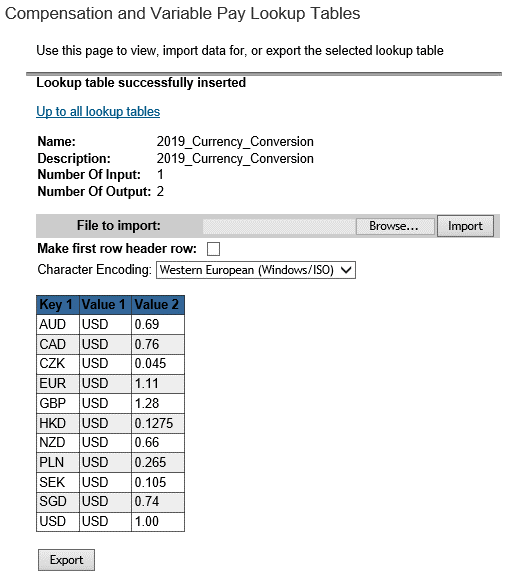 Compensation and Variable Pay Lookup Tables
Use this page to view, import data for, or export the selected lookup table
Lookup table successfully inserted
Up to all lookup tables
Name: 2019_Currency_Conversion
Description: 2019_Currency_Conversion
Number Of Input: 1
Number Of Output: 2
File to import: Browse... Import
Make first row header row:
Character Encoding: Western European (Windows/ISO)
Key 1 Value 1 Value 2
AUD USD 0.69
CAD USD 0.76
CZK USD 0.045
EUR USD 1.11
GBP USD 1.28
HKD USD 0.1275
NZD USD 0.66
PLN USD 0.265
SEK USD 0.105
SGD USD 0.74
USD USD 1.00
Export